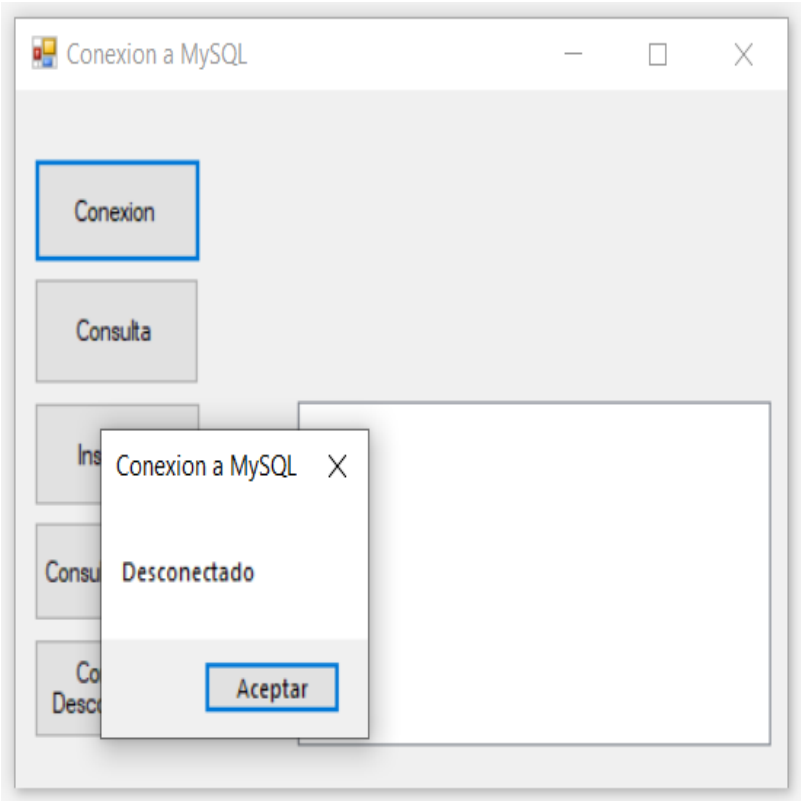 Conexion a MySQL
Conexion
Consulta
Conexion a MySQL
Desconectado
Aceptar